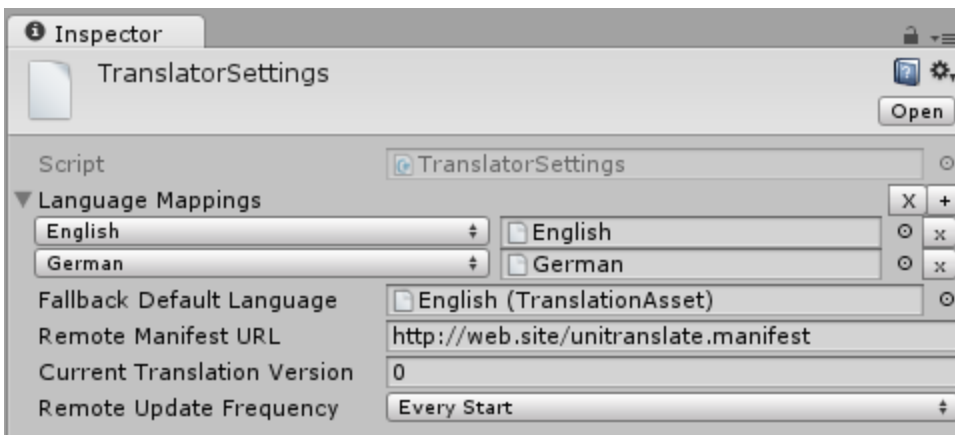 Inspector
TranslatorSettings
Open
Script TranslatorSettings
Language Mappings X +
English English x
German German x
Fallback Default Language English (TranslationAsset)
Remote Manifest URL http://web.site/unitranslate.manifest
Current Translation Version 0
Remote Update Frequency Every Start